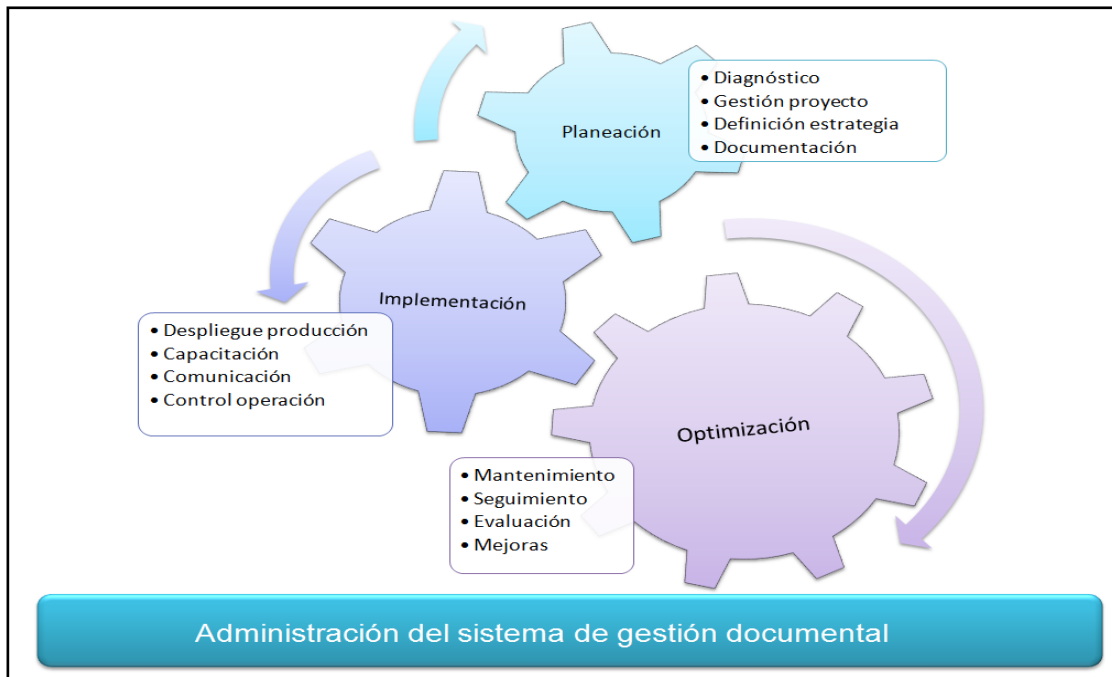 Planeación
• Diagnóstico
• Gestión proyecto
• Definición estrategia
• Documentación
Implementación
• Despliegue producción
• Capacitación
• Comunicación
• Control operación
Optimización
• Mantenimiento
• Seguimiento
• Evaluación
• Mejoras
Administración del sistema de gestión documental